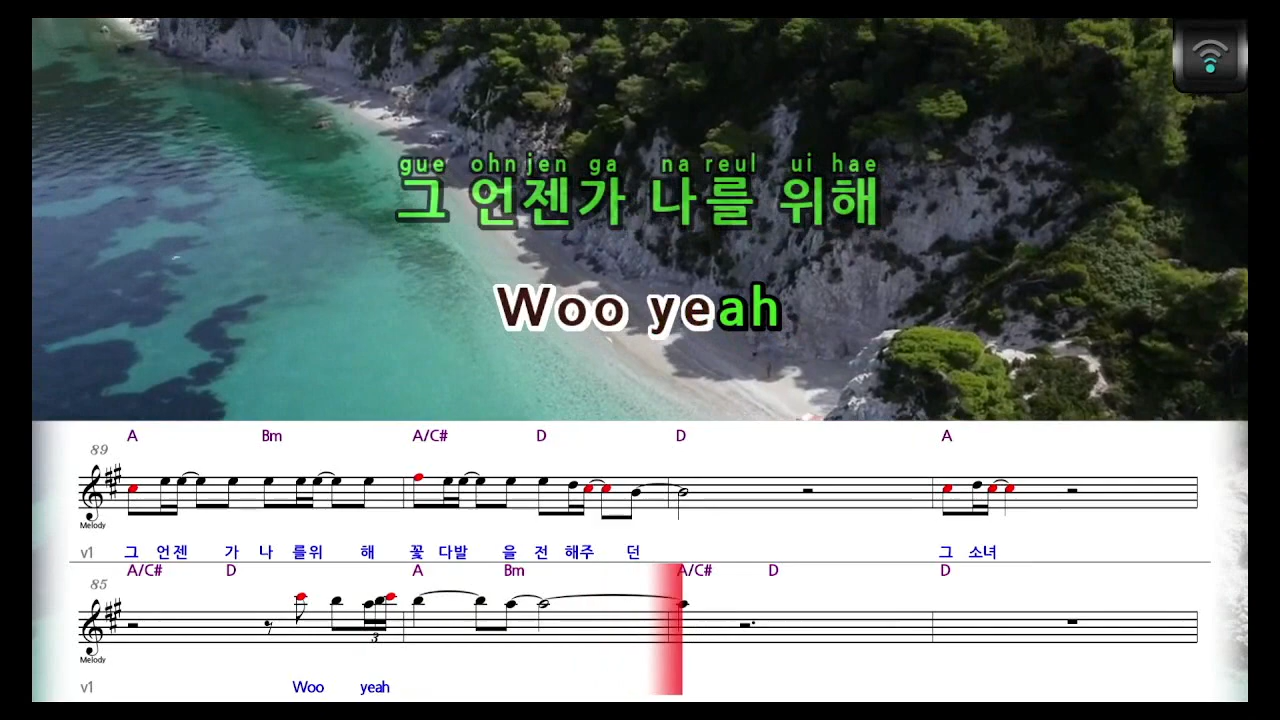 gue ohn jen ga na reul ui hae
그 언젠가 나를 위해
Woo yeah
A Bm A/C# D D A
89
Melody
v1 그 언젠 가 나 를위 해 꽃 다발 을 전 해주 던 그 소녀
A/C# D A Bm A/C# D D
85
3
Melody
v1 Woo yeah